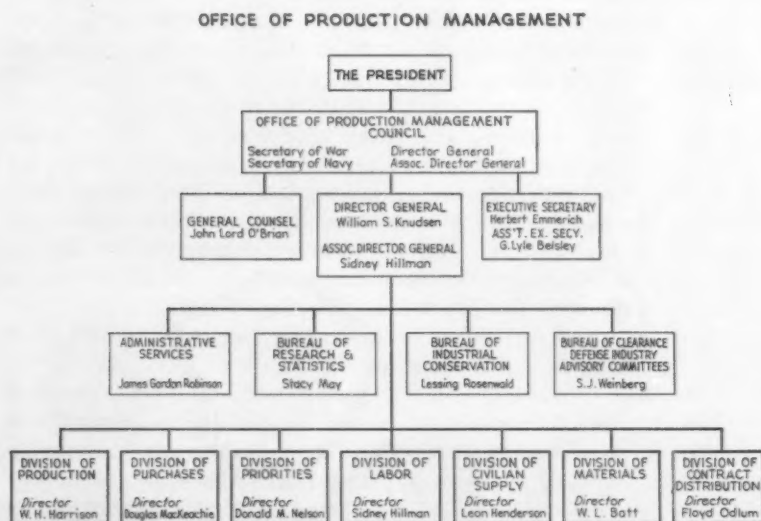 OFFICE OF PRODUCTION MANAGEMENT
THE PRESIDENT
OFFICE OF PRODUCTION MANAGEMENT
COUNCIL
Secretary of War
Secretary of Navy
Director General
Assoc. Director General
GENERAL COUNSEL
John Lord O'Brian
DIRECTOR GENERAL
William S. Knudsen
ASSOC. DIRECTOR GENERAL
Sidney Hillman
EXECUTIVE SECRETARY
Herbert Emmerich
ASS'T. EX. SECY.
G. Lyle Belsley
ADMINISTRATIVE
SERVICES
James Gordon Robinson
BUREAU OF
RESEARCH &
STATISTICS
Stacy May
BUREAU OF
INDUSTRIAL
CONSERVATION
Lessing Rosenwald
BUREAU OF CLEARANCE
DEFENSE INDUSTRY
ADVISORY COMMITTEES
S.J. Weinberg
DIVISION OF
PRODUCTION
Director
W. H. Harrison
DIVISION OF
PURCHASES
Director
Douglas MacKeachie
DIVISION OF
PRIORITIES
Director
Donald M. Nelson
DIVISION OF
LABOR
Director
Sidney Hillman
DIVISION OF
CIVILIAN
SUPPLY
Director
Leon Henderson
DIVISION OF
MATERIALS
Director
W. L. Batt
DIVISION OF
CONTRACT
DISTRIBUTION
Director
Floyd Odlum